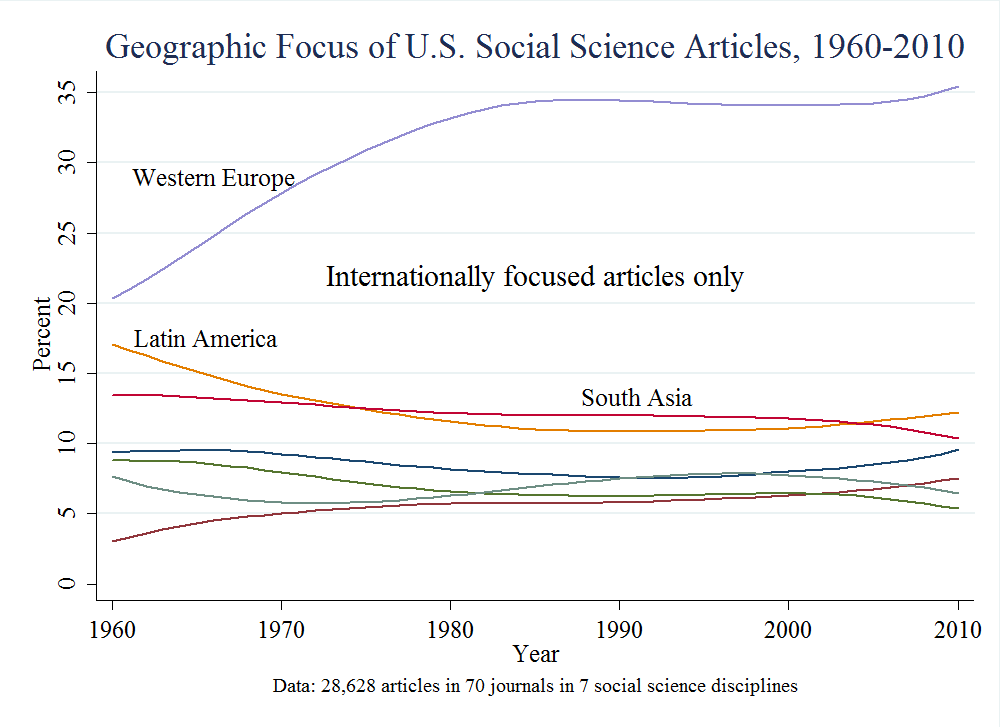 Geographic Focus of U.S. Social Science Articles, 1960-2010
35
30
Western Europe
25
Internationally focused articles only
20
Percent
Latin America
15
South Asia
10
5
0
1960 1970 1980 1990 2000 2010
Year
Data: 28,628 articles in 70 journals in 7 social science disciplines